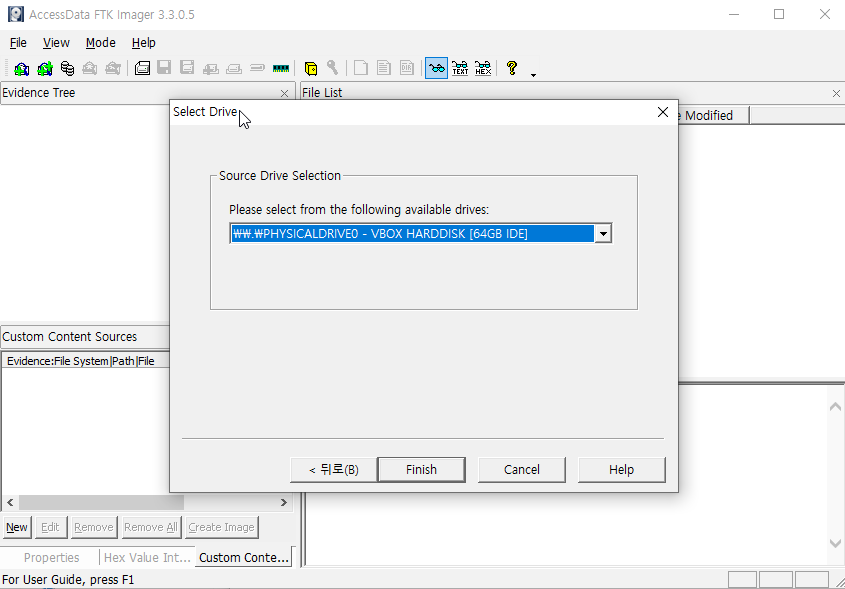 AccessData FTK Imager 3.3.0.5
File View Mode Help
Evidence Tree
File List
Select Drive
e Modified
Source Drive Selection
Please select from the following available drives:
₩₩.₩PHYSICALDRIVE0 - VBOX HARDDISK [64GB IDE]
Custom Content Sources
Evidence:File System|Path|File
< 뒤로(B) Finish Cancel Help
New Edit Remove Remove All Create Image
Properties Hex Value Int... Custom Conte...
For User Guide, press F1